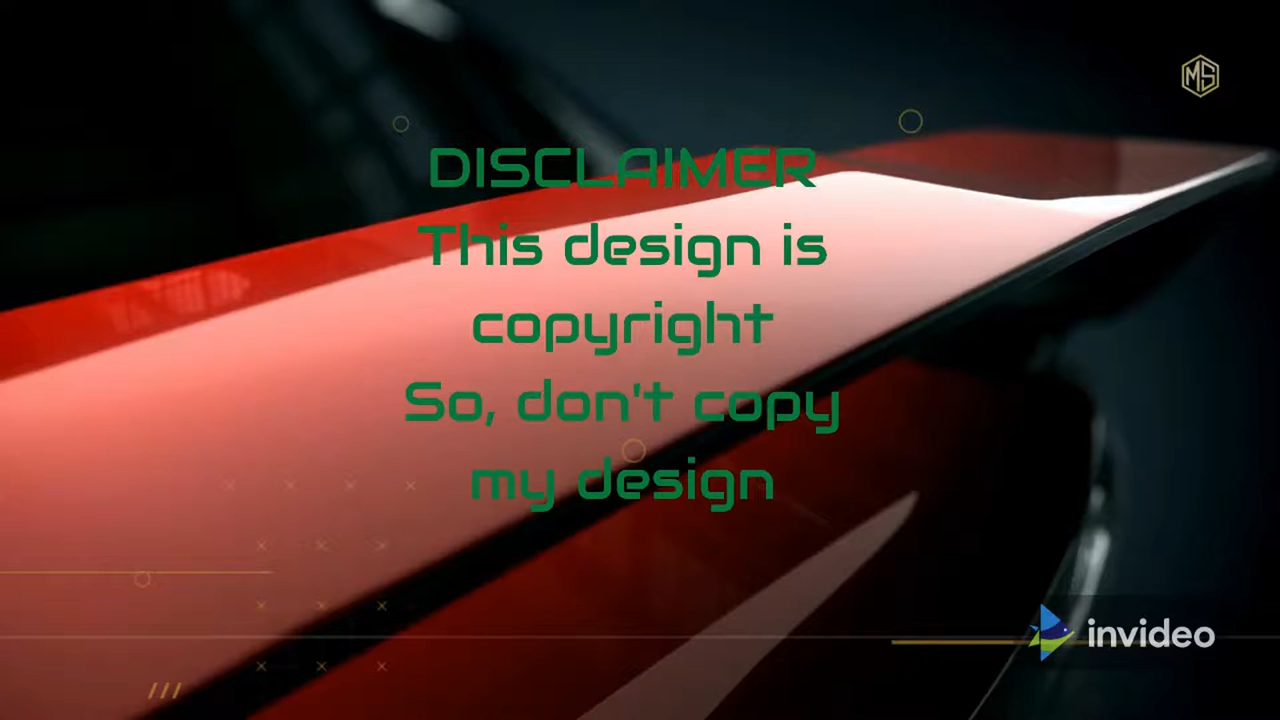 MS
DISCLAIMER
This design is
copyright
So, don't copy
my design
invideo